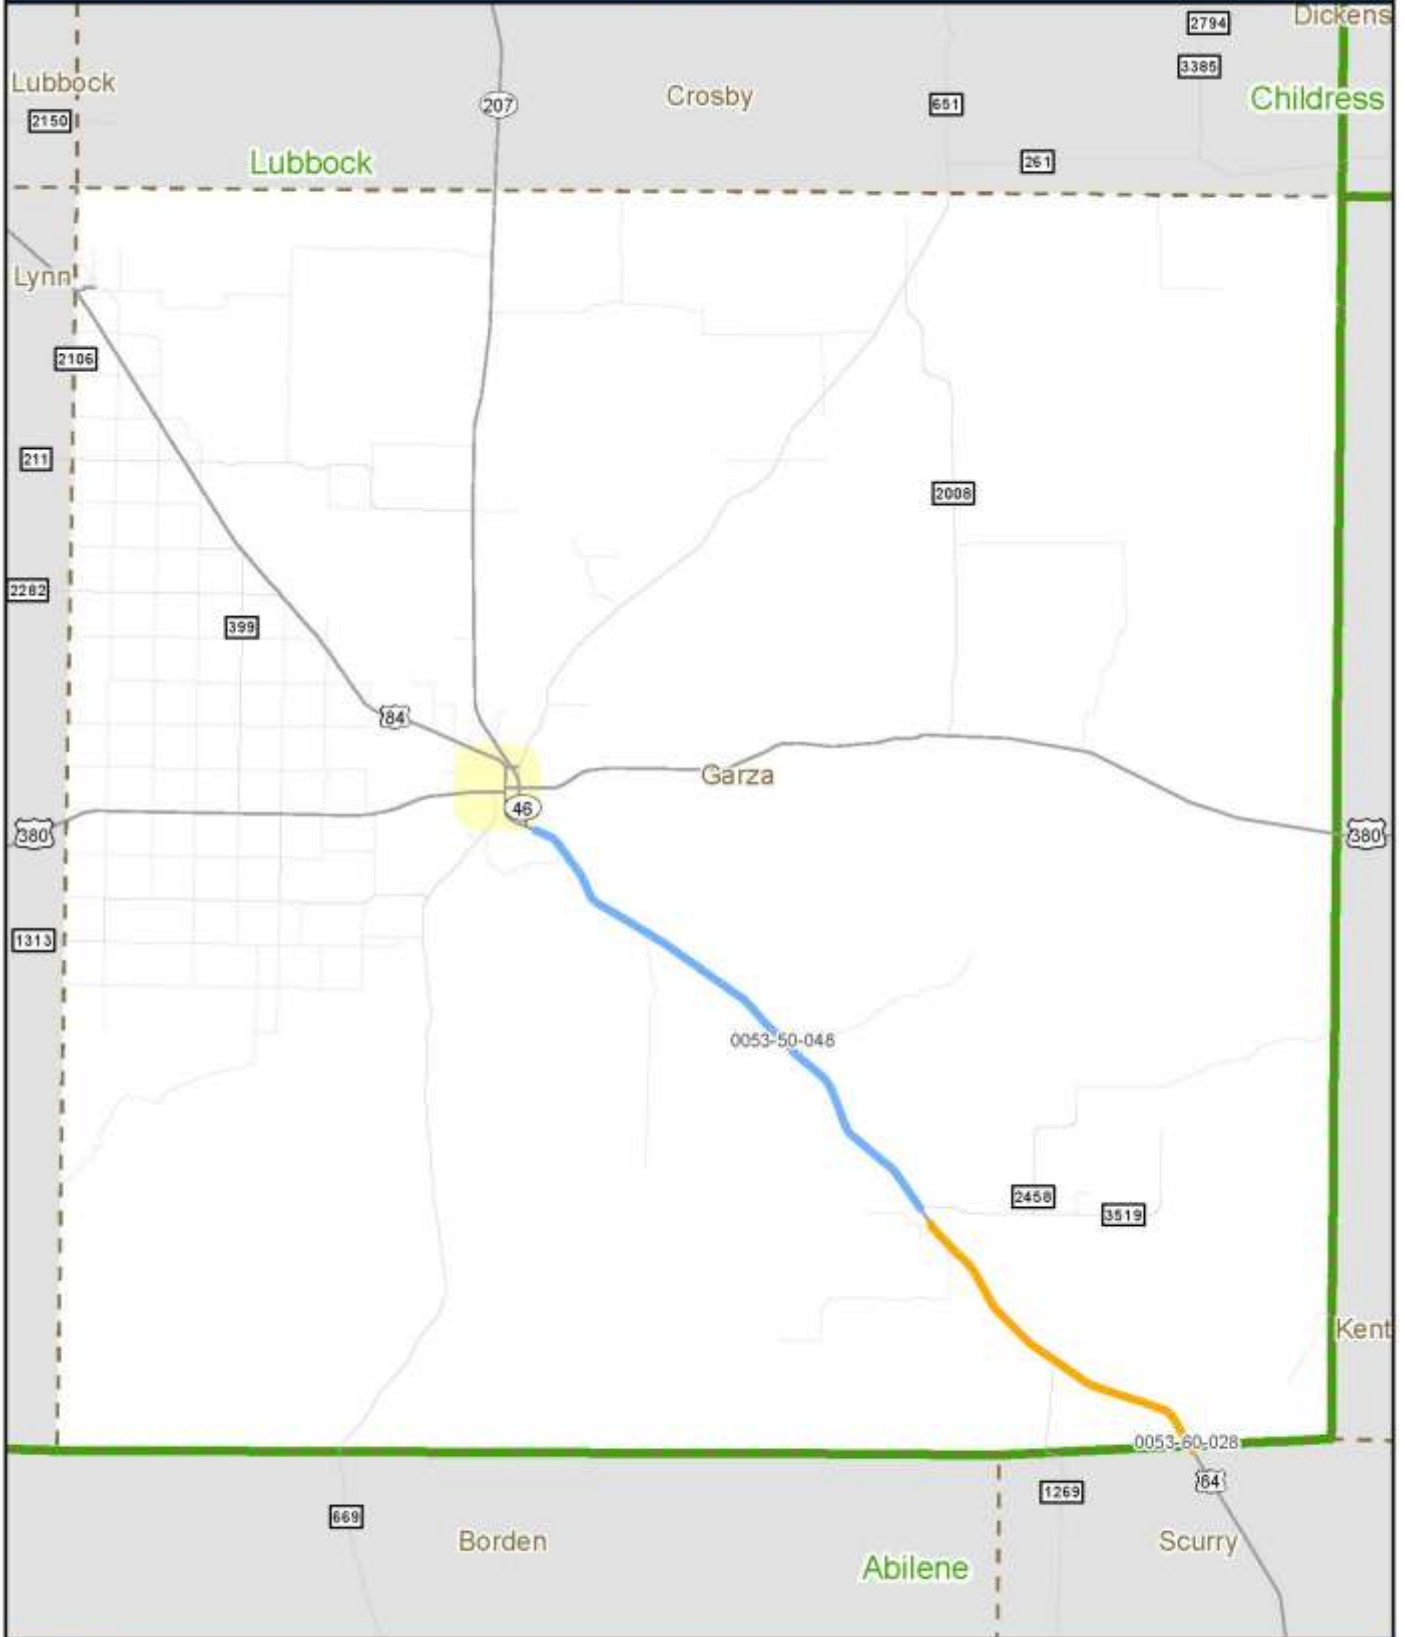 Dickens
2794
3385
Lubbock
Crosby
Childress
207
651
2150
261
Lubbock
Lynn
2106
211
2008
2282
399
84
Garza
46
380
380
1313
0053-50-048
2458
3519
Kent
0053-60-028
84
1269
669
Borden
Scurry
Abilene